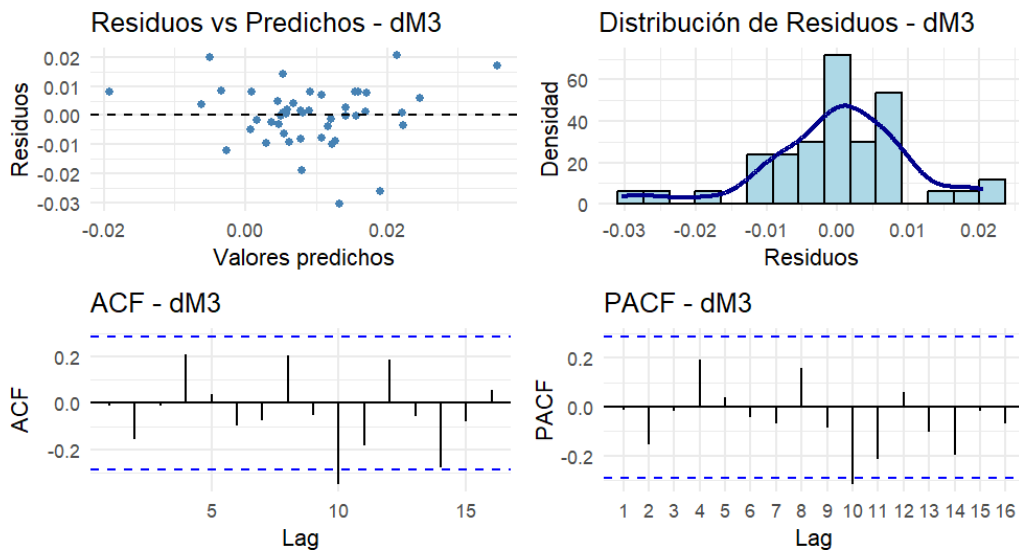 Residuos vs Predichos - dM3
Residuos
0.02
0.01
0.00
-0.01
-0.02
-0.03
-0.02 0.00 0.02
Valores predichos
Distribución de Residuos - dM3
Densidad
60
40
20
0
-0.03 -0.02 -0.01 0.00 0.01 0.02
Residuos
ACF - dM3
ACF
0.2
0.0
-0.2
5 10 15
Lag
PACF - dM3
PACF
0.2
0.0
-0.2
1 2 3 4 5 6 7 8 9 10 11 12 13 14 15 16
Lag